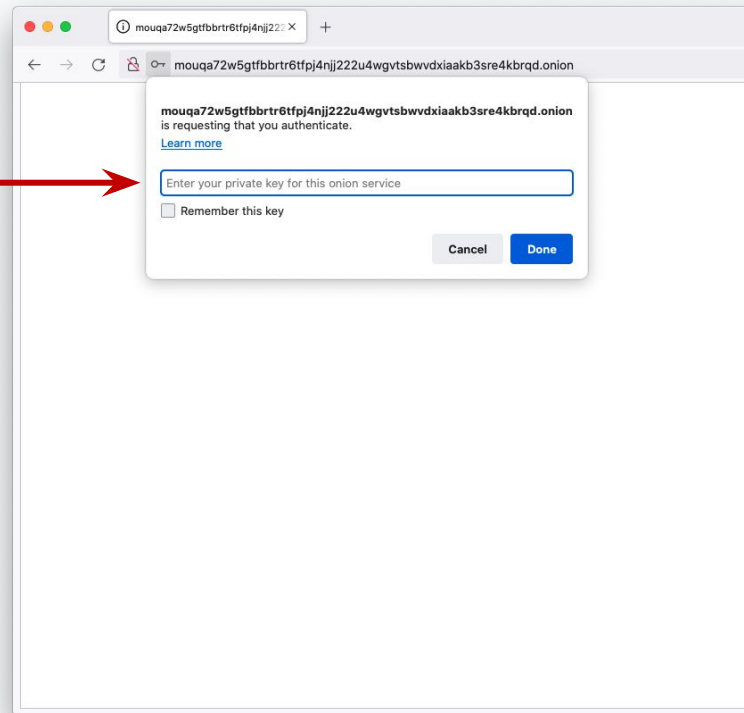 mouqa72w5gtfbbrtr6tfpj4njj222
mouqa72w5gtfbbrtr6tfpj4njj222u4wgvtsbwvdxiaakb3sre4kbrqd.onion
mouqa72w5gtfbbrtr6tfpj4njj222u4wgvtsbwvdxiaakb3sre4kbrqd.onion
is requesting that you authenticate.
Learn more
Enter your private key for this onion service
Remember this key
Cancel Done